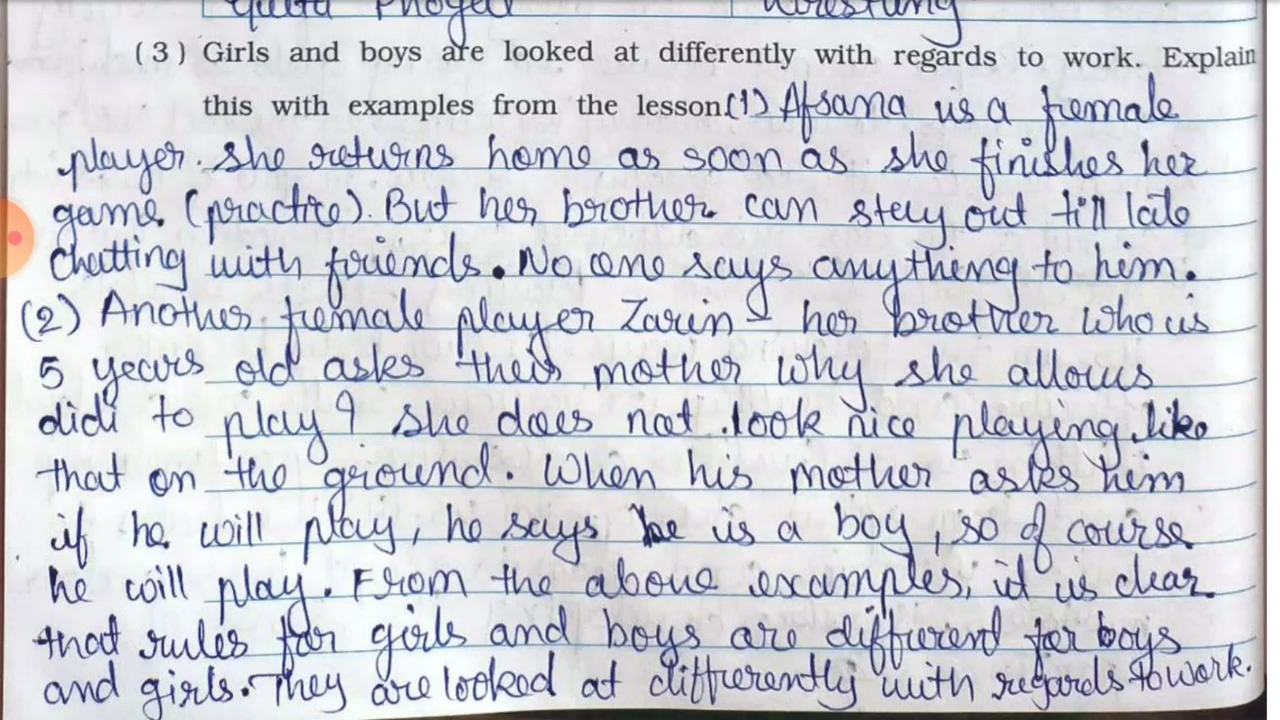 Geeta Phogat Wrestling
(3) Girls and boys are looked at differently with regards to work. Explain
this with examples from the lesson. (1) Afsana is a female
player. she returns home as soon as she finishes her
game (practice). But her brother can stay out till late
Chatting with friends. No one says anything to him.
(2) Another female player Zarin - her brother who is
5 years old asks their mother why she allows
didi to play? she does not look nice playing like
that on the ground. When his mother asks him
if he will play, he says he is a boy, so of course
he will play. From the above examples, it is clear
that rules for girls and boys are different for boys
and girls. They are looked at differently with regards to work.